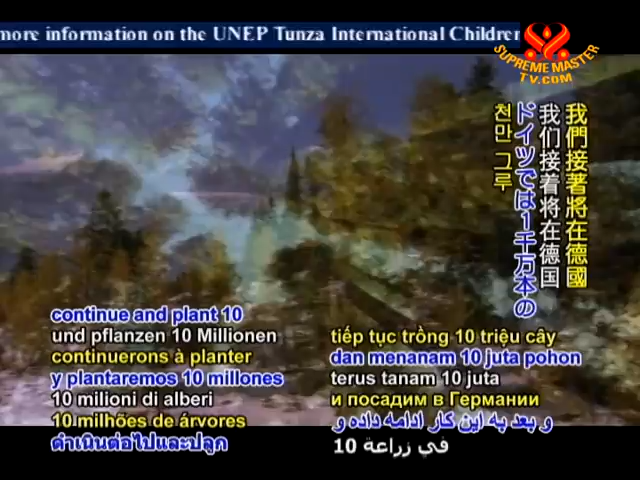 more information on the UNEP Tunza International Children
SUPREME MASTER
TV.COM
我們接著將在德國
我们接着将在德国
ドイツでは1千万本の
천만 그루
continue and plant 10
und pflanzen 10 Millionen
continuerons à planter
y plantaremos 10 millones
10 milioni di alberi
10 milhões de árvores
ดำเนินต่อไปและปลูก
tiếp tục trồng 10 triệu cây
dan menanam 10 juta pohon
terus tanam 10 juta
и посадим в Германии
و بعد به این کار ادامه داده و
في زراعة 10